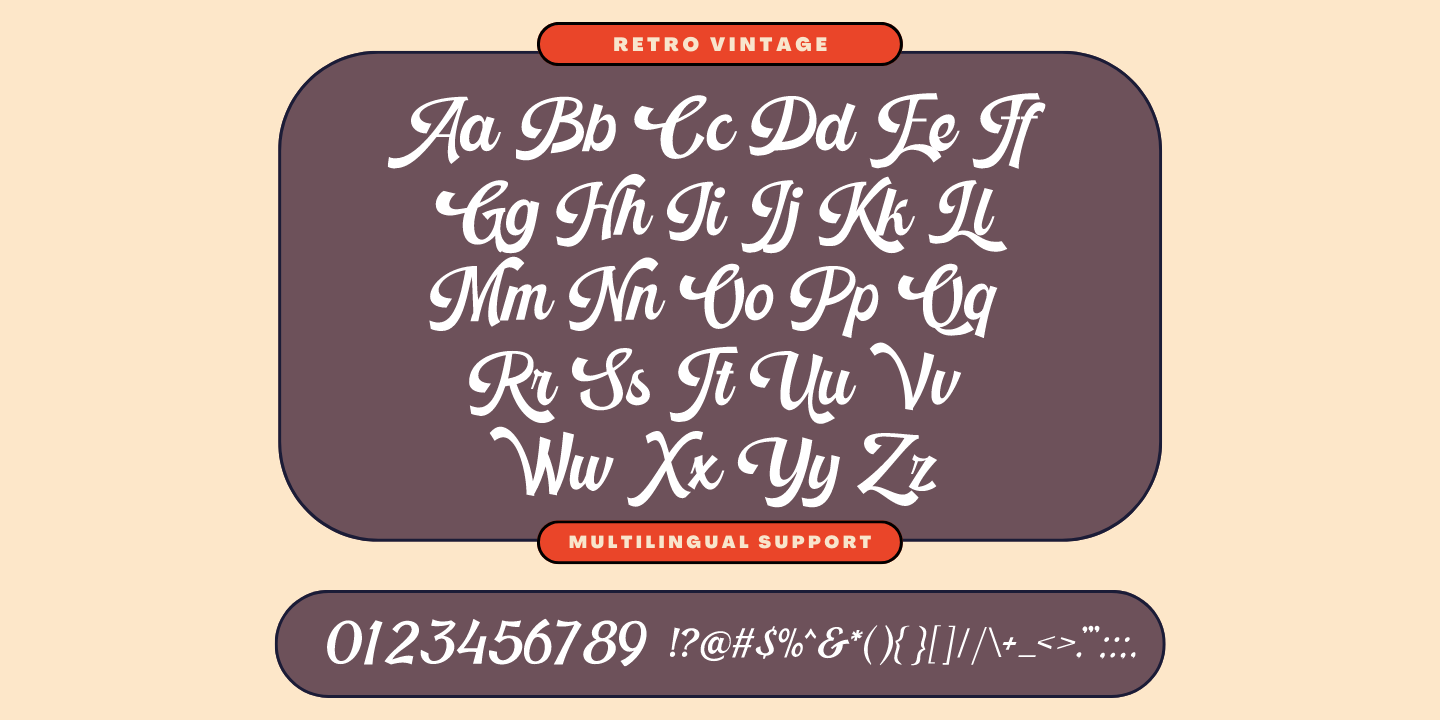 RETRO VINTAGE
Aa Bb Cc Dd Ee Ff
Gg Hh Ii Jj Kk Ll
Mm Nn Oo Pp Qq
Rr Ss Tt Uu Vv
Ww Xx Yy Zz
MULTILINGUAL SUPPORT
0123456789 !?@#$%^&*(){}[]//\+_<>.'":;:,.